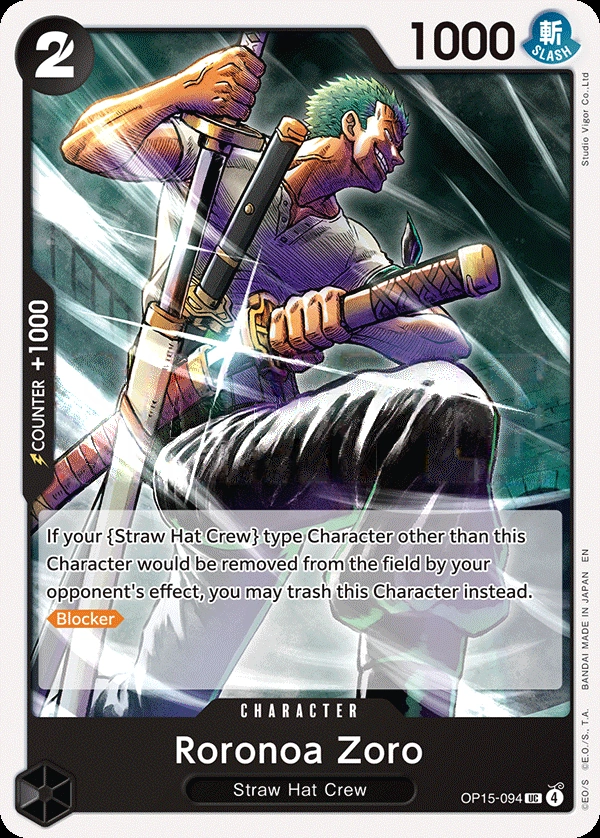 2
1000
斬
SLASH
Studio Vigor Co.,Ltd
COUNTER +1000
If your {Straw Hat Crew} type Character other than this
Character would be removed from the field by your
opponent's effect, you may trash this Character instead.
Blocker
CHARACTER
Roronoa Zoro
Straw Hat Crew
OP15-094 UC 4
©E.O/S ©E.O./S., T.A. BANDAI MADE IN JAPAN EN